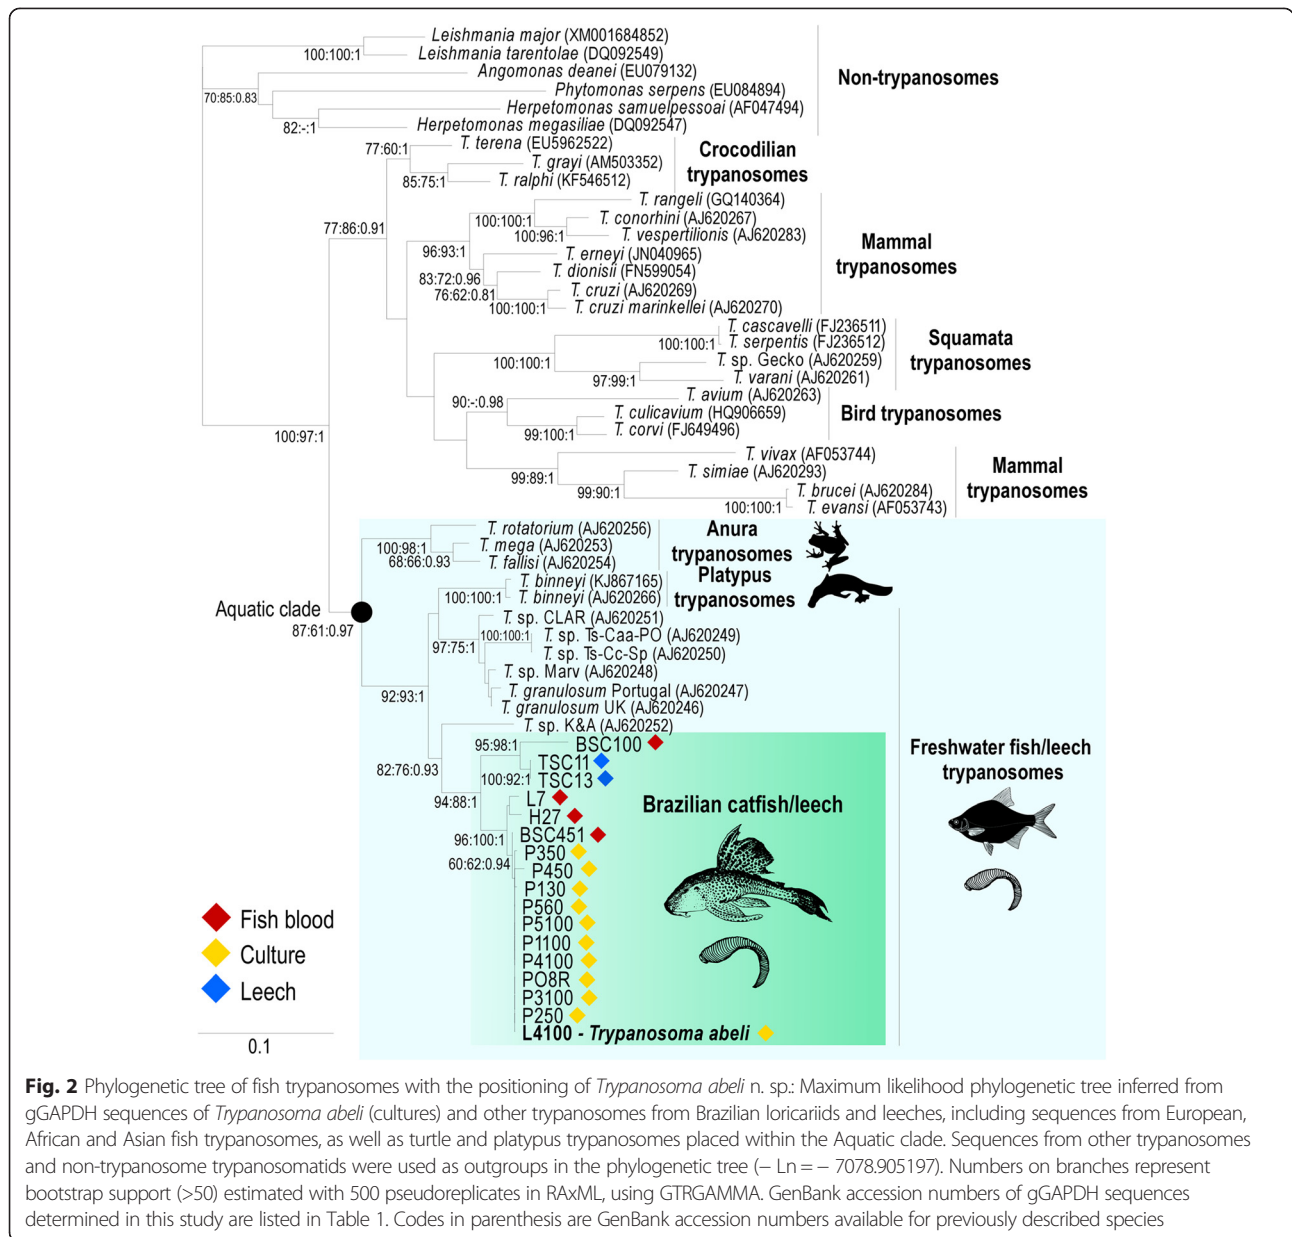 Leishmania major (XM001684852)
100:100:1
Leishmania tarentolae (DQ092549)
Angomonas deanei (EU079132)
Non-trypanosomes
70:85:0.83
Phytomonas serpens (EU084894)
Herpetomonas samuelpessoai (AF047494)
82:-:1
Herpetomonas megasiliae (DQ092547)
77:60:1
T. terena (EU5962522)
Crocodilian
trypanosomes
T. grayi (AM503352)
85:75:1
T. ralphi (KF546512)
77:86:0.91
T. rangeli (GQ140364)
100:100:1
T. conorhini (AJ620267)
100:96:1
T. vespertilionis (AJ620283)
Mammal
trypanosomes
96:93:1
T. erneyi (JN040965)
83:72:0.96
T. dionisii (FN599054)
76:62:0.81
T. cruzi (AJ620269)
100:100:1
T. cruzi marinkellei (AJ620270)
T. cascavelli (FJ236511)
100:100:1
T. serpentis (FJ236512)
Squamata
trypanosomes
100:100:1
T. sp. Gecko (AJ620259)
97:99:1
T. varani (AJ620261)
90:-:0.98
T. avium (AJ620263)
T. culicavium (HQ906659)
Bird trypanosomes
99:100:1
T. corvi (FJ649496)
100:97:1
T. vivax (AF053744)
99:89:1
T. simiae (AJ620293)
Mammal
trypanosomes
99:90:1
T. brucei (AJ620284)
100:100:1
T. evansi (AF053743)
T. rotatorium (AJ620256)
Anura
trypanosomes
100:98:1
T. mega (AJ620253)
68:66:0.93
T. fallisi (AJ620254)
T. binneyi (KJ867165)
Platypus
trypanosomes
100:100:1
T. binneyi (AJ620266)
Aquatic clade
87:61:0.97
T. sp. CLAR (AJ620251)
100:100:1
T. sp. Ts-Caa-PO (AJ620249)
97:75:1
T. sp. Ts-Cc-Sp (AJ620250)
T. sp. Marv (AJ620248)
92:93:1
T. granulosum Portugal (AJ620247)
T. granulosum UK (AJ620246)
T. sp. K&A (AJ620252)
95:98:1
BSC100
Freshwater fish/leech
trypanosomes
82:76:0.93
TSC11
100:92:1
TSC13
94:88:1
L7
Brazilian catfish/leech
H27
96:100:1
BSC451
60:62:0.94
P350
P450
P130
P560
P5100
P1100
P4100
PO8R
P3100
P250
L4100 - Trypanosoma abeli
Fish blood
Culture
Leech
0.1
Fig. 2 Phylogenetic tree of fish trypanosomes with the positioning of Trypanosoma abeli n. sp.: Maximum likelihood phylogenetic tree inferred from
gGAPDH sequences of Trypanosoma abeli (cultures) and other trypanosomes from Brazilian loricariids and leeches, including sequences from European,
African and Asian fish trypanosomes, as well as turtle and platypus trypanosomes placed within the Aquatic clade. Sequences from other trypanosomes
and non-trypanosome trypanosomatids were used as outgroups in the phylogenetic tree (− Ln = − 7078.905197). Numbers on branches represent
bootstrap support (>50) estimated with 500 pseudoreplicates in RAxML, using GTRGAMMA. GenBank accession numbers of gGAPDH sequences
determined in this study are listed in Table 1. Codes in parenthesis are GenBank accession numbers available for previously described species